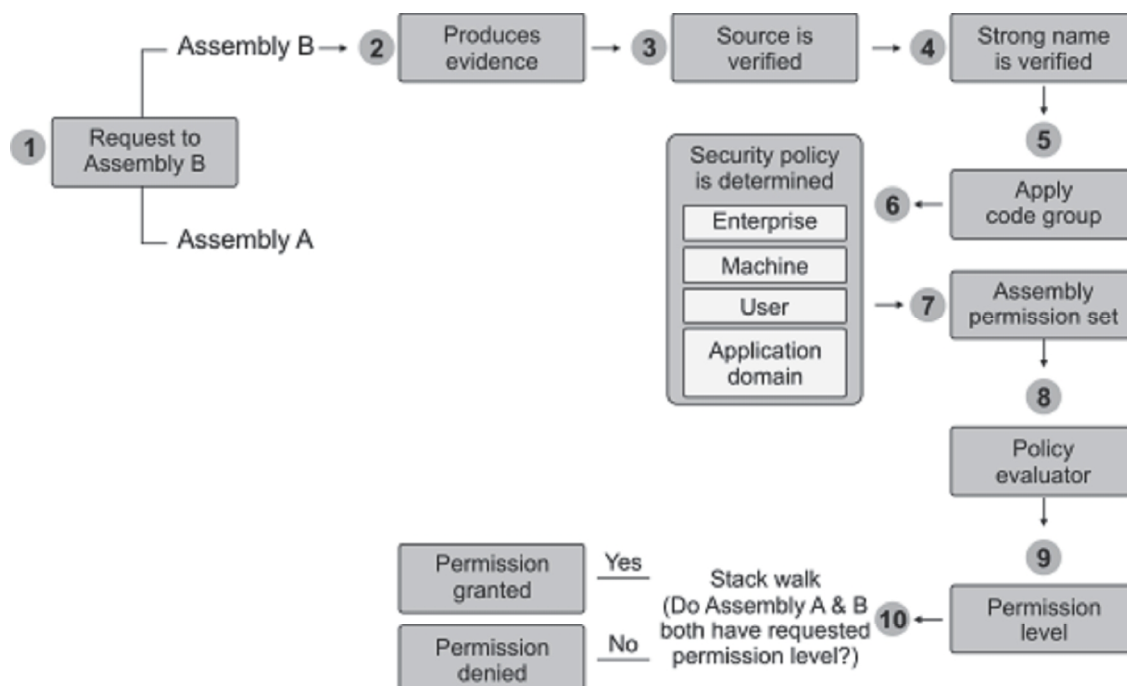 Assembly B
2
Produces
evidence
3
Source is
verified
4
Strong name
is verified
1
Request to
Assembly B
Assembly A
5
Apply
code group
6
Security policy
is determined
Enterprise
Machine
User
Application
domain
7
Assembly
permission set
8
Policy
evaluator
9
Permission
level
10
Stack walk
(Do Assembly A & B
both have requested
permission level?)
Yes
Permission
granted
No
Permission
denied